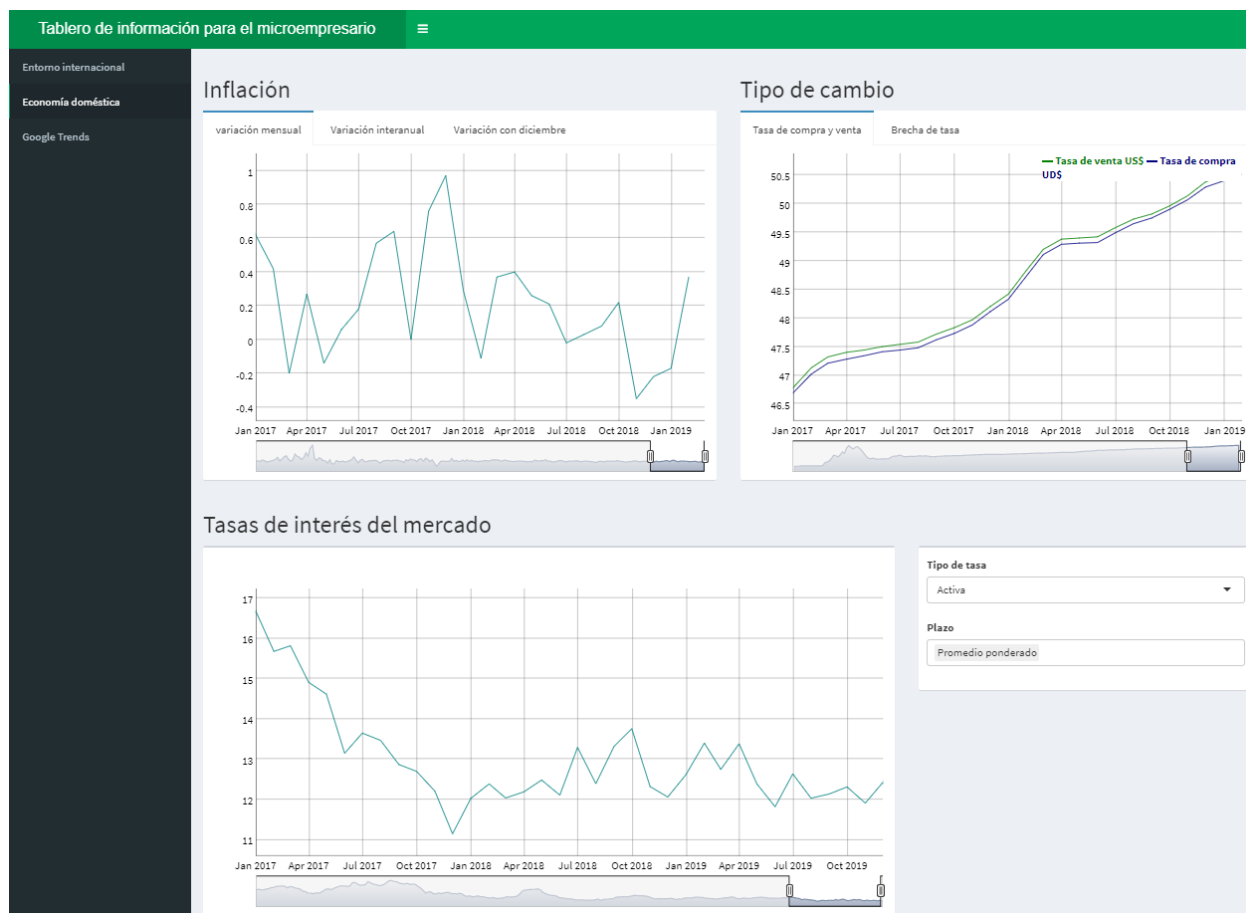 Tablero de información para el microempresario
Entorno internacional
Economía doméstica
Google Trends
Inflación
variación mensual Variación interanual Variación con diciembre
1
0.8
0.6
0.4
0.2
0
-0.2
-0.4
Jan 2017 Apr 2017 Jul 2017 Oct 2017 Jan 2018 Apr 2018 Jul 2018 Oct 2018 Jan 2019
Tipo de cambio
Tasa de compra y venta Brecha de tasa
Tasa de venta US$ Tasa de compra
UD$
50.5
50
49.5
49
48.5
48
47.5
47
46.5
Jan 2017 Apr 2017 Jul 2017 Oct 2017 Jan 2018 Apr 2018 Jul 2018 Oct 2018 Jan 2019
Tasas de interés del mercado
17
16
15
14
13
12
11
Jan 2017 Apr 2017 Jul 2017 Oct 2017 Jan 2018 Apr 2018 Jul 2018 Oct 2018 Jan 2019 Apr 2019 Jul 2019 Oct 2019
Tipo de tasa
Activa
Plazo
Promedio ponderado